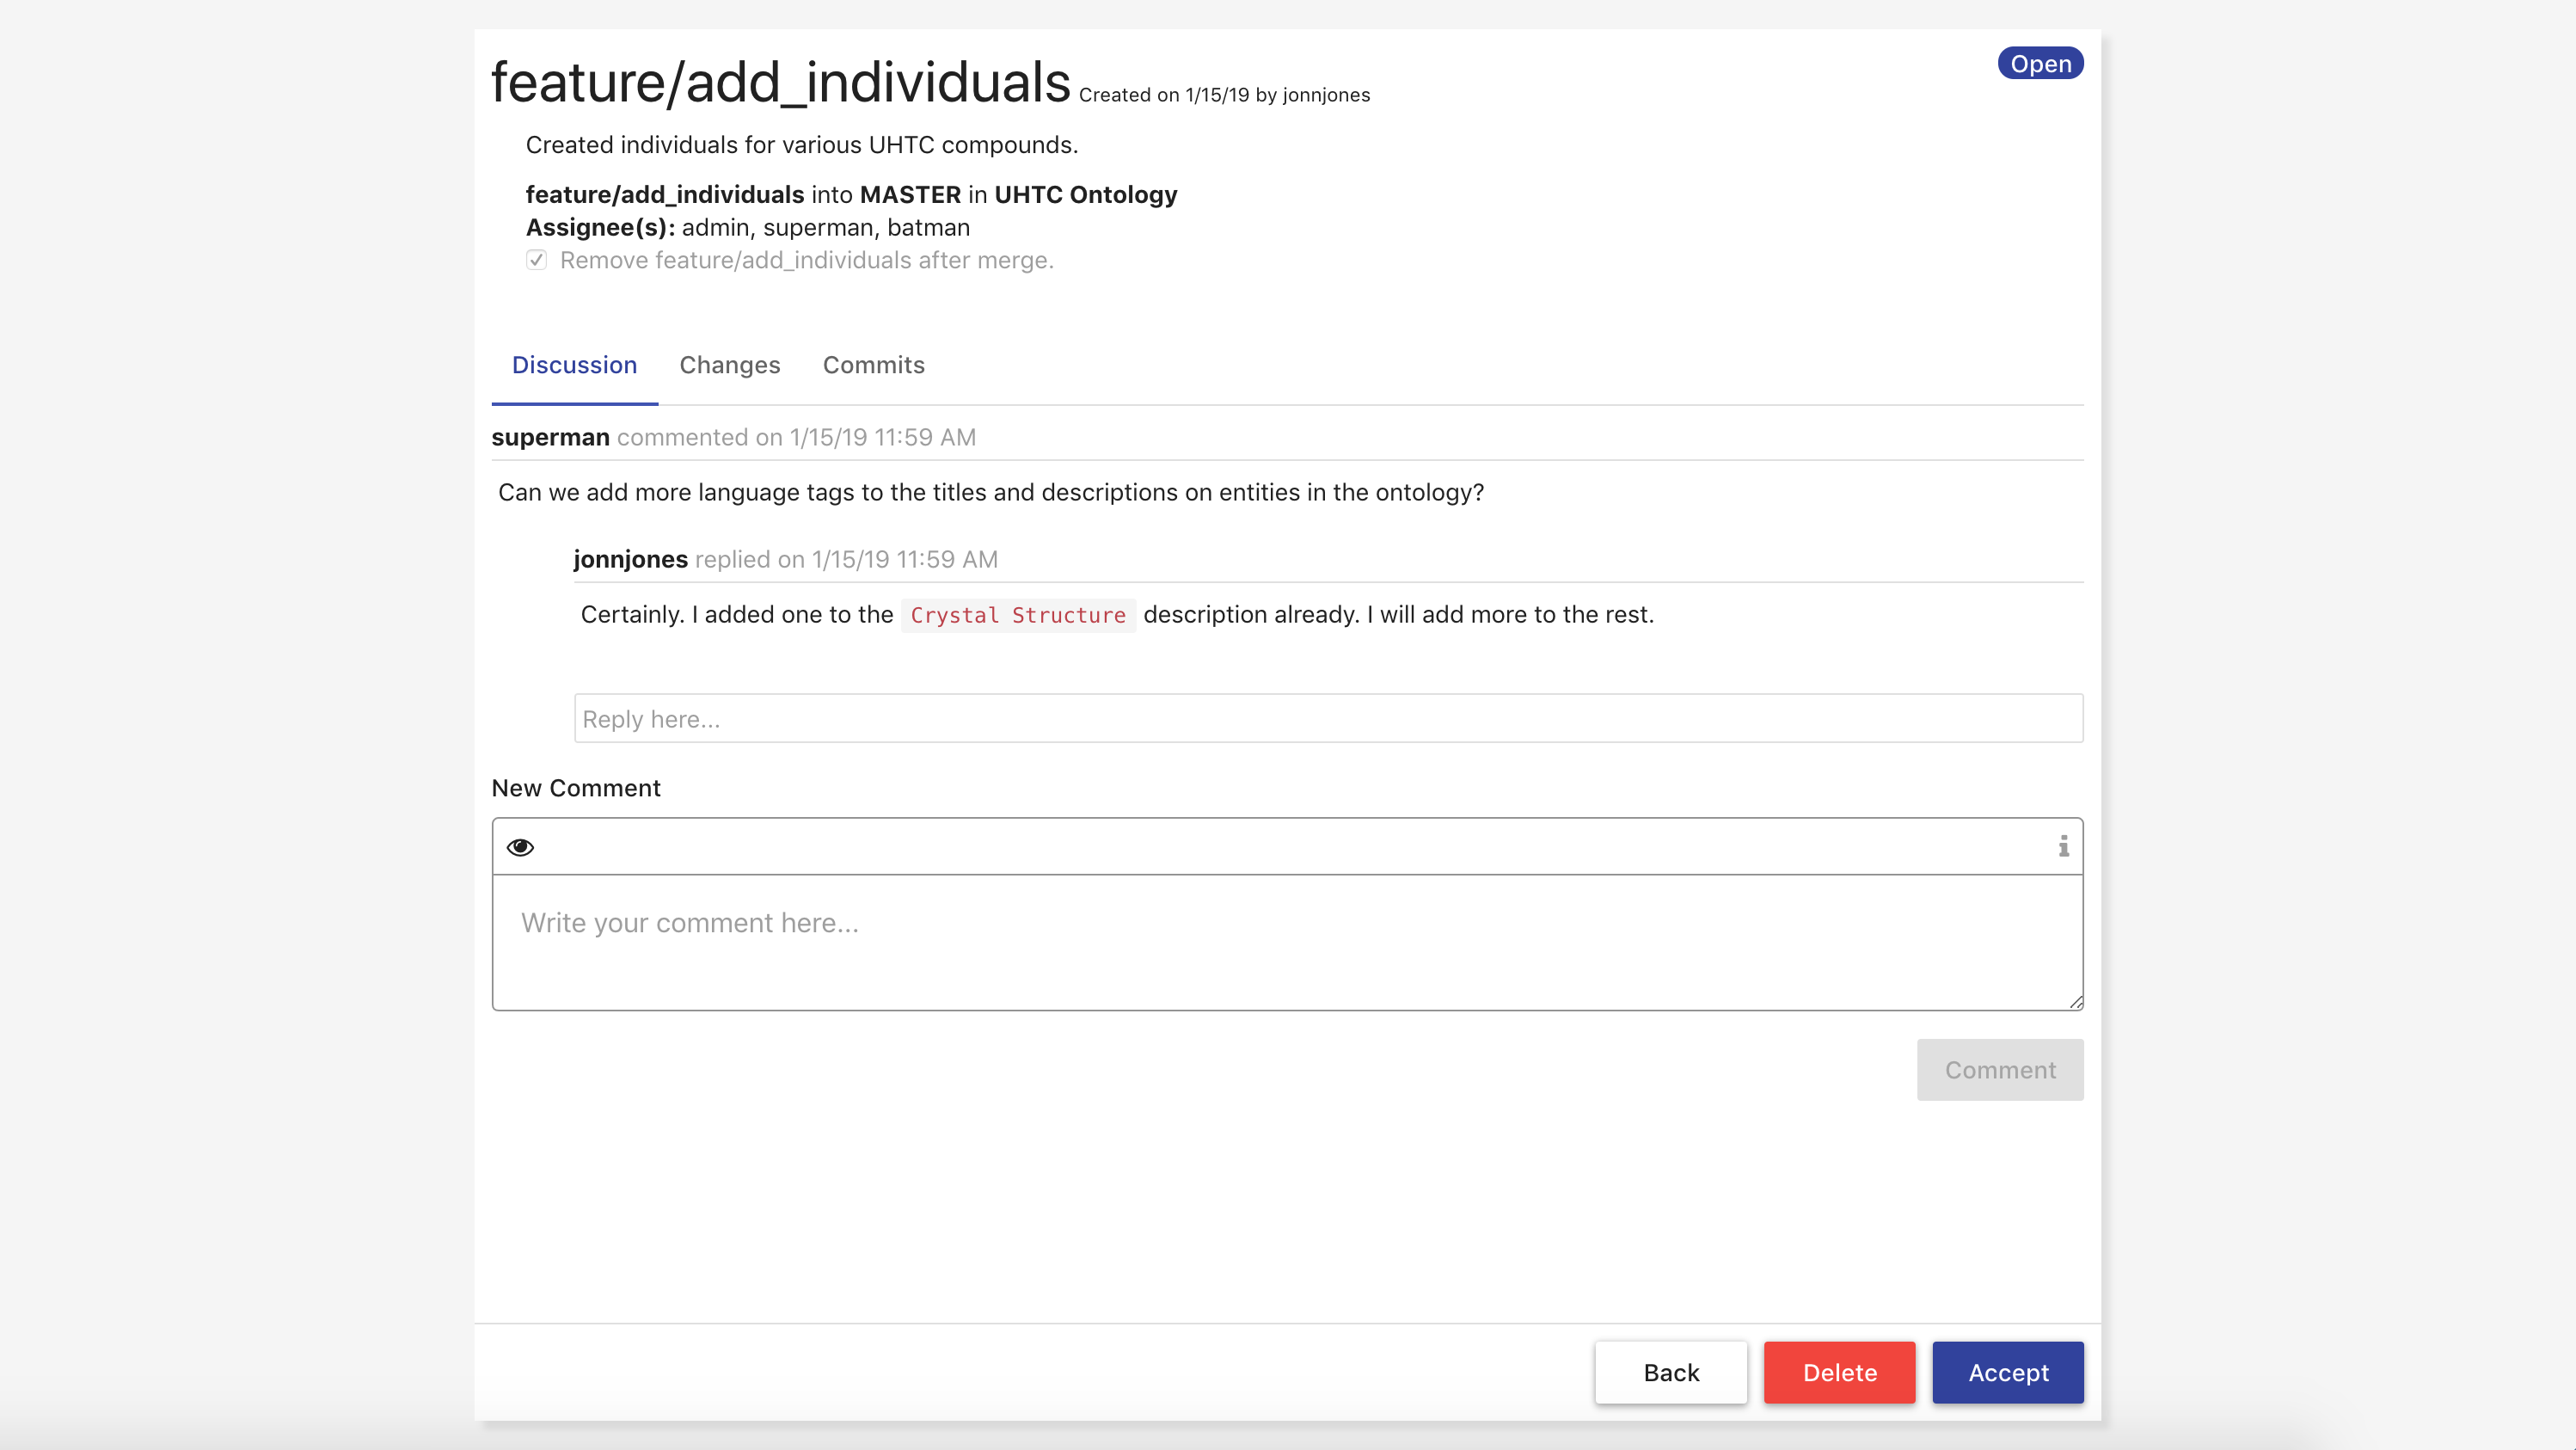 feature/add_individuals Created on 1/15/19 by jonnjones
Open
Created individuals for various UHTC compounds.
feature/add_individuals into MASTER in UHTC Ontology
Assignee(s): admin, superman, batman
Remove feature/add_individuals after merge.
Discussion Changes Commits
superman commented on 1/15/19 11:59 AM
Can we add more language tags to the titles and descriptions on entities in the ontology?
jonnjones replied on 1/15/19 11:59 AM
Certainly. I added one to the Crystal Structure description already. I will add more to the rest.
Reply here...
New Comment
Write your comment here...
Comment
Back Delete Accept